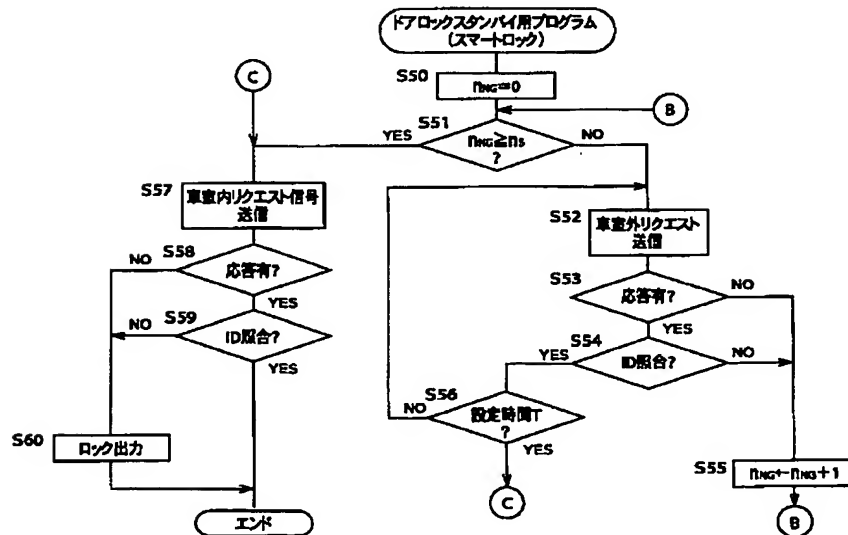 ドアロックスタンバイ用プログラム
(スマートロック)
C
S50
nNG=0
B
S51
YES
nNG≧nS
?
NO
S57
車室内リクエスト信号
送信
S52
車室外リクエスト
送信
NO
S58
応答有?
YES
S53
応答有?
NO
YES
NO
S59
ID照合?
YES
YES
S54
ID照合?
NO
S56
NO
設定時間T
?
YES
S60
ロック出力
S55
nNG←nNG+1
C
B
エンド